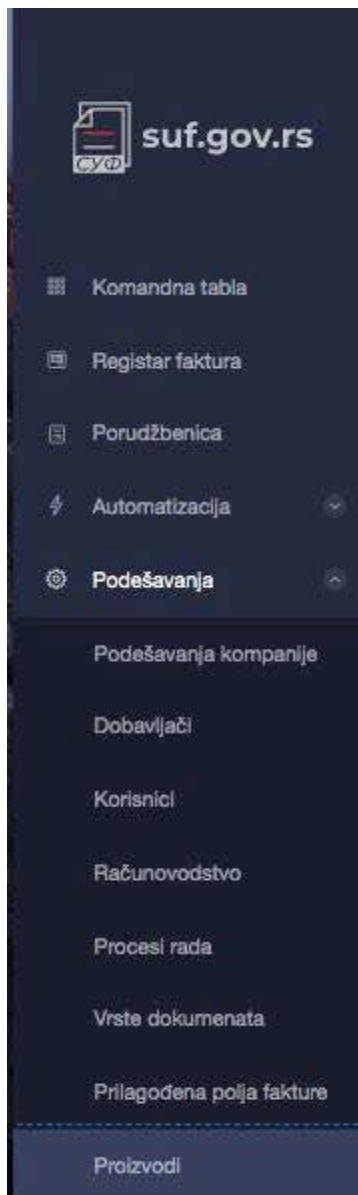 СУФ
suf.gov.rs
Komandna tabla
Registar faktura
Porudžbenica
Automatizacija
Podešavanja
Podešavanja kompanije
Dobavljači
Korisnici
Računovodstvo
Procesi rada
Vrste dokumenata
Prilagođena polja fakture
Proizvodi